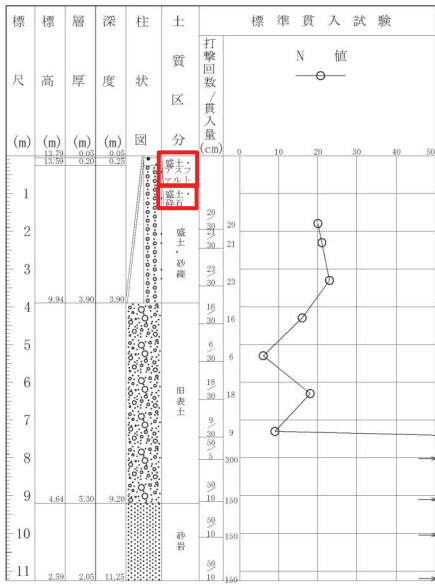 標 標 層 深 柱 土 標準貫入試験
尺 高 厚 度 状 質 打撃回数/貫入量 N 値
図 区
(m) (m) (m) (m) 分 (cm) 0 10 20 30 40 50
13.79 0.05 0.05
13.59 0.20 0.25
盛土・アスファルト
盛土・砕石
1
20/30 20
2 21/30 21
盛土・砂礫
3 23/30 23
9.94 3.90 3.90
4 16/30 16
5 6/30 6
6 18/30 18
旧表土
7 9/30 9
8 50/5 300
9 50/10 150
4.64 5.30 9.20
10 50/10 150
砂岩
11 50/10 150
2.59 2.05 11.25